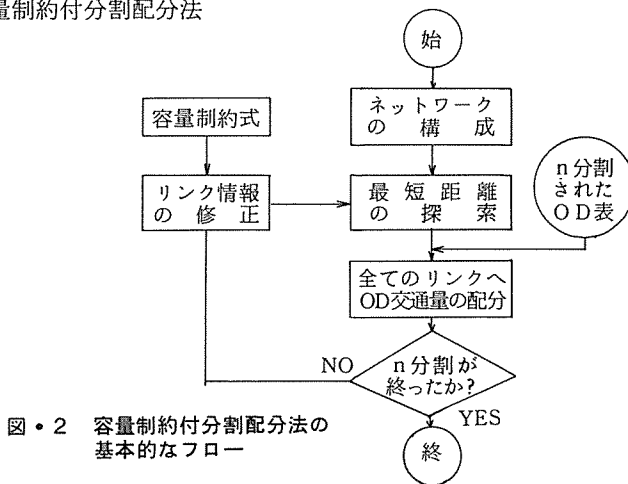 量制約付分割配分法
始
ネットワーク
の構成
容量制約式
n分割
された
OD表
リンク情報
の修正
最短距離
の探索
全てのリンクへ
OD交通量の配分
NO
n分割が
終ったか?
YES
図・2 容量制約付分割配分法の
基本的なフロー
終